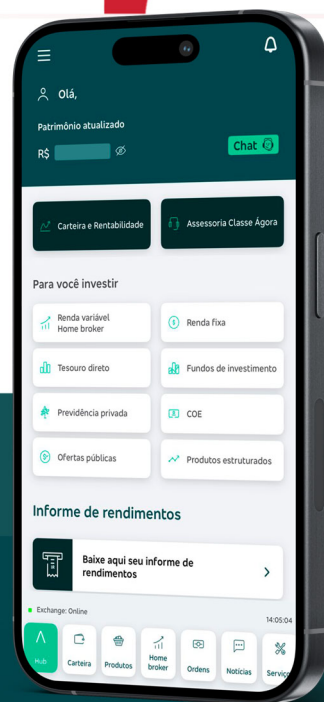 Olá,
Patrimônio atualizado
R$
Chat
Carteira e Rentabilidade
Assessoria Classe Ágora
Para você investir
Renda variável
Home broker
Renda fixa
Tesouro direto
Fundos de investimento
Previdência privada
COE
Ofertas públicas
Produtos estruturados
Informe de rendimentos
Baixe aqui seu informe de
rendimentos
Exchange: Online
14:05:04
Hub
Carteira
Produtos
Home
broker
Ordens
Notícias
Serviço